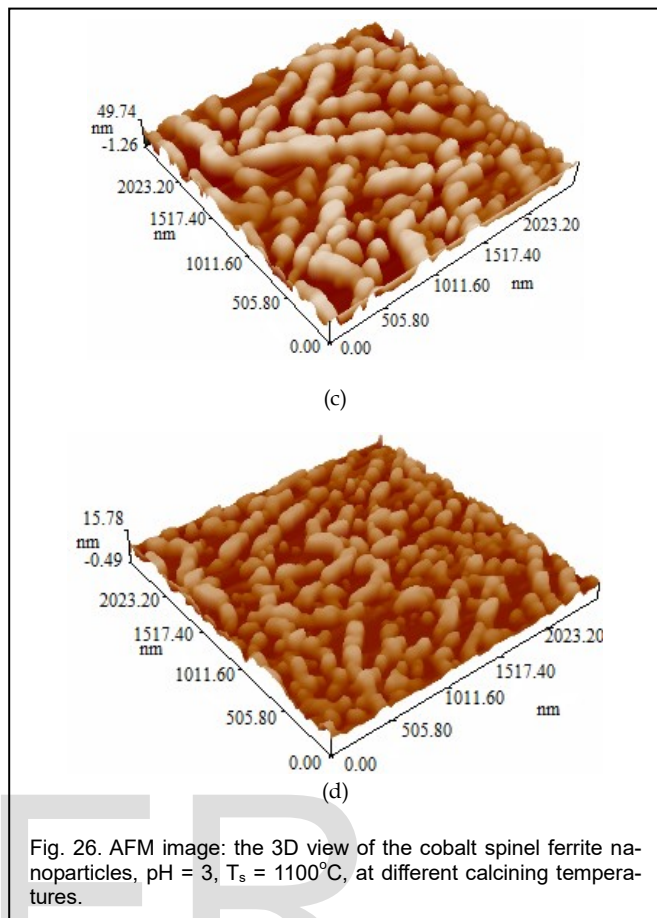 (c)
49.74
nm
-1.26
2023.20
1517.40
nm
1011.60
505.80
0.00
0.00
505.80
1011.60
nm
1517.40
2023.20
(d)
15.78
nm
-0.49
2023.20
1517.40
nm
1011.60
505.80
0.00
0.00
505.80
1011.60
nm
1517.40
2023.20
Fig. 26. AFM image: the 3D view of the cobalt spinel ferrite na-
noparticles, pH = 3, Tₛ = 1100°C, at different calcining tempera-
tures.